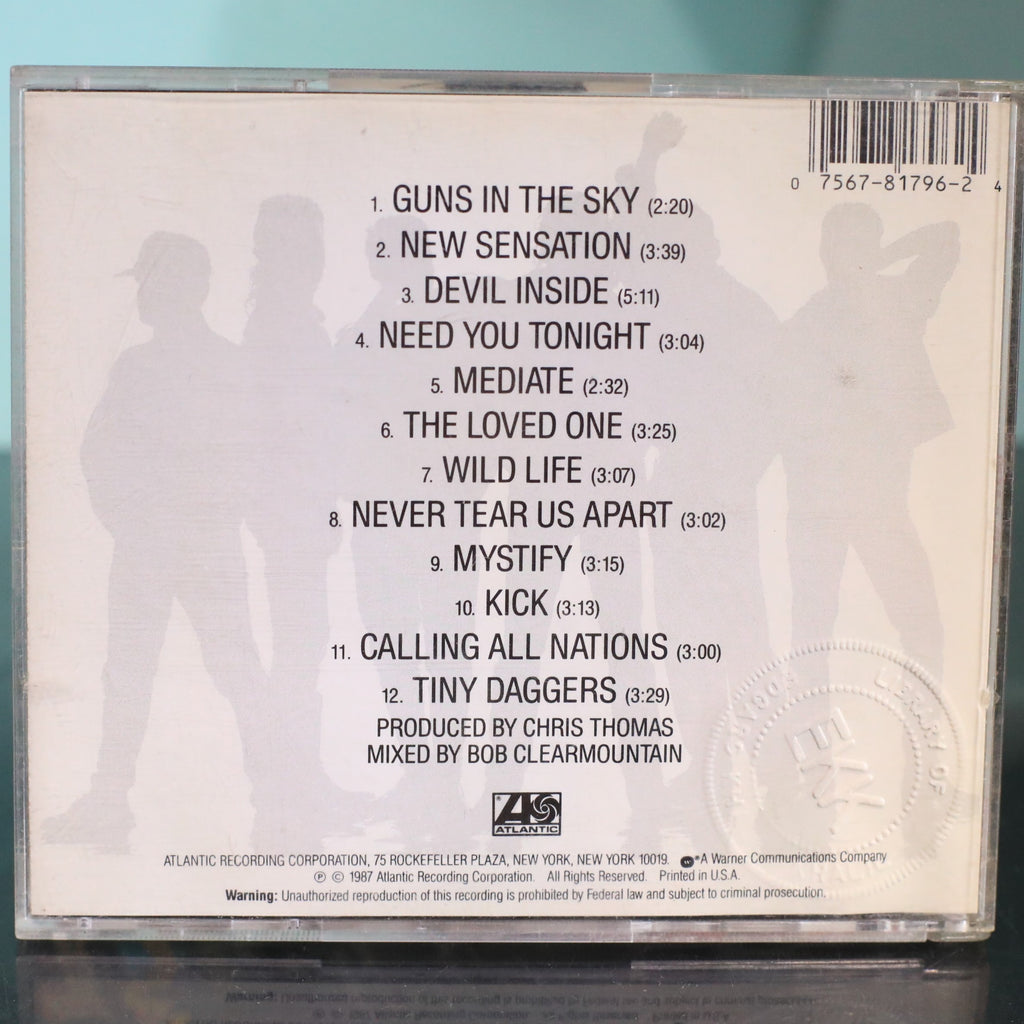 0 7567-81796-2 4
1. GUNS IN THE SKY (2:20)
2. NEW SENSATION (3:39)
3. DEVIL INSIDE (5:11)
4. NEED YOU TONIGHT (3:04)
5. MEDIATE (2:32)
6. THE LOVED ONE (3:25)
7. WILD LIFE (3:07)
8. NEVER TEAR US APART (3:02)
9. MYSTIFY (3:15)
10. KICK (3:13)
11. CALLING ALL NATIONS (3:00)
12. TINY DAGGERS (3:29)
PRODUCED BY CHRIS THOMAS
MIXED BY BOB CLEARMOUNTAIN
ATLANTIC
LIBRARY OF
ATLANTIC RECORDING CORPORATION, 75 ROCKEFELLER PLAZA, NEW YORK, NEW YORK 10019. ®A Warner Communications Company
℗ © 1987 Atlantic Recording Corporation. All Rights Reserved. Printed in U.S.A.
Warning: Unauthorized reproduction of this recording is prohibited by Federal law and subject to criminal prosecution.